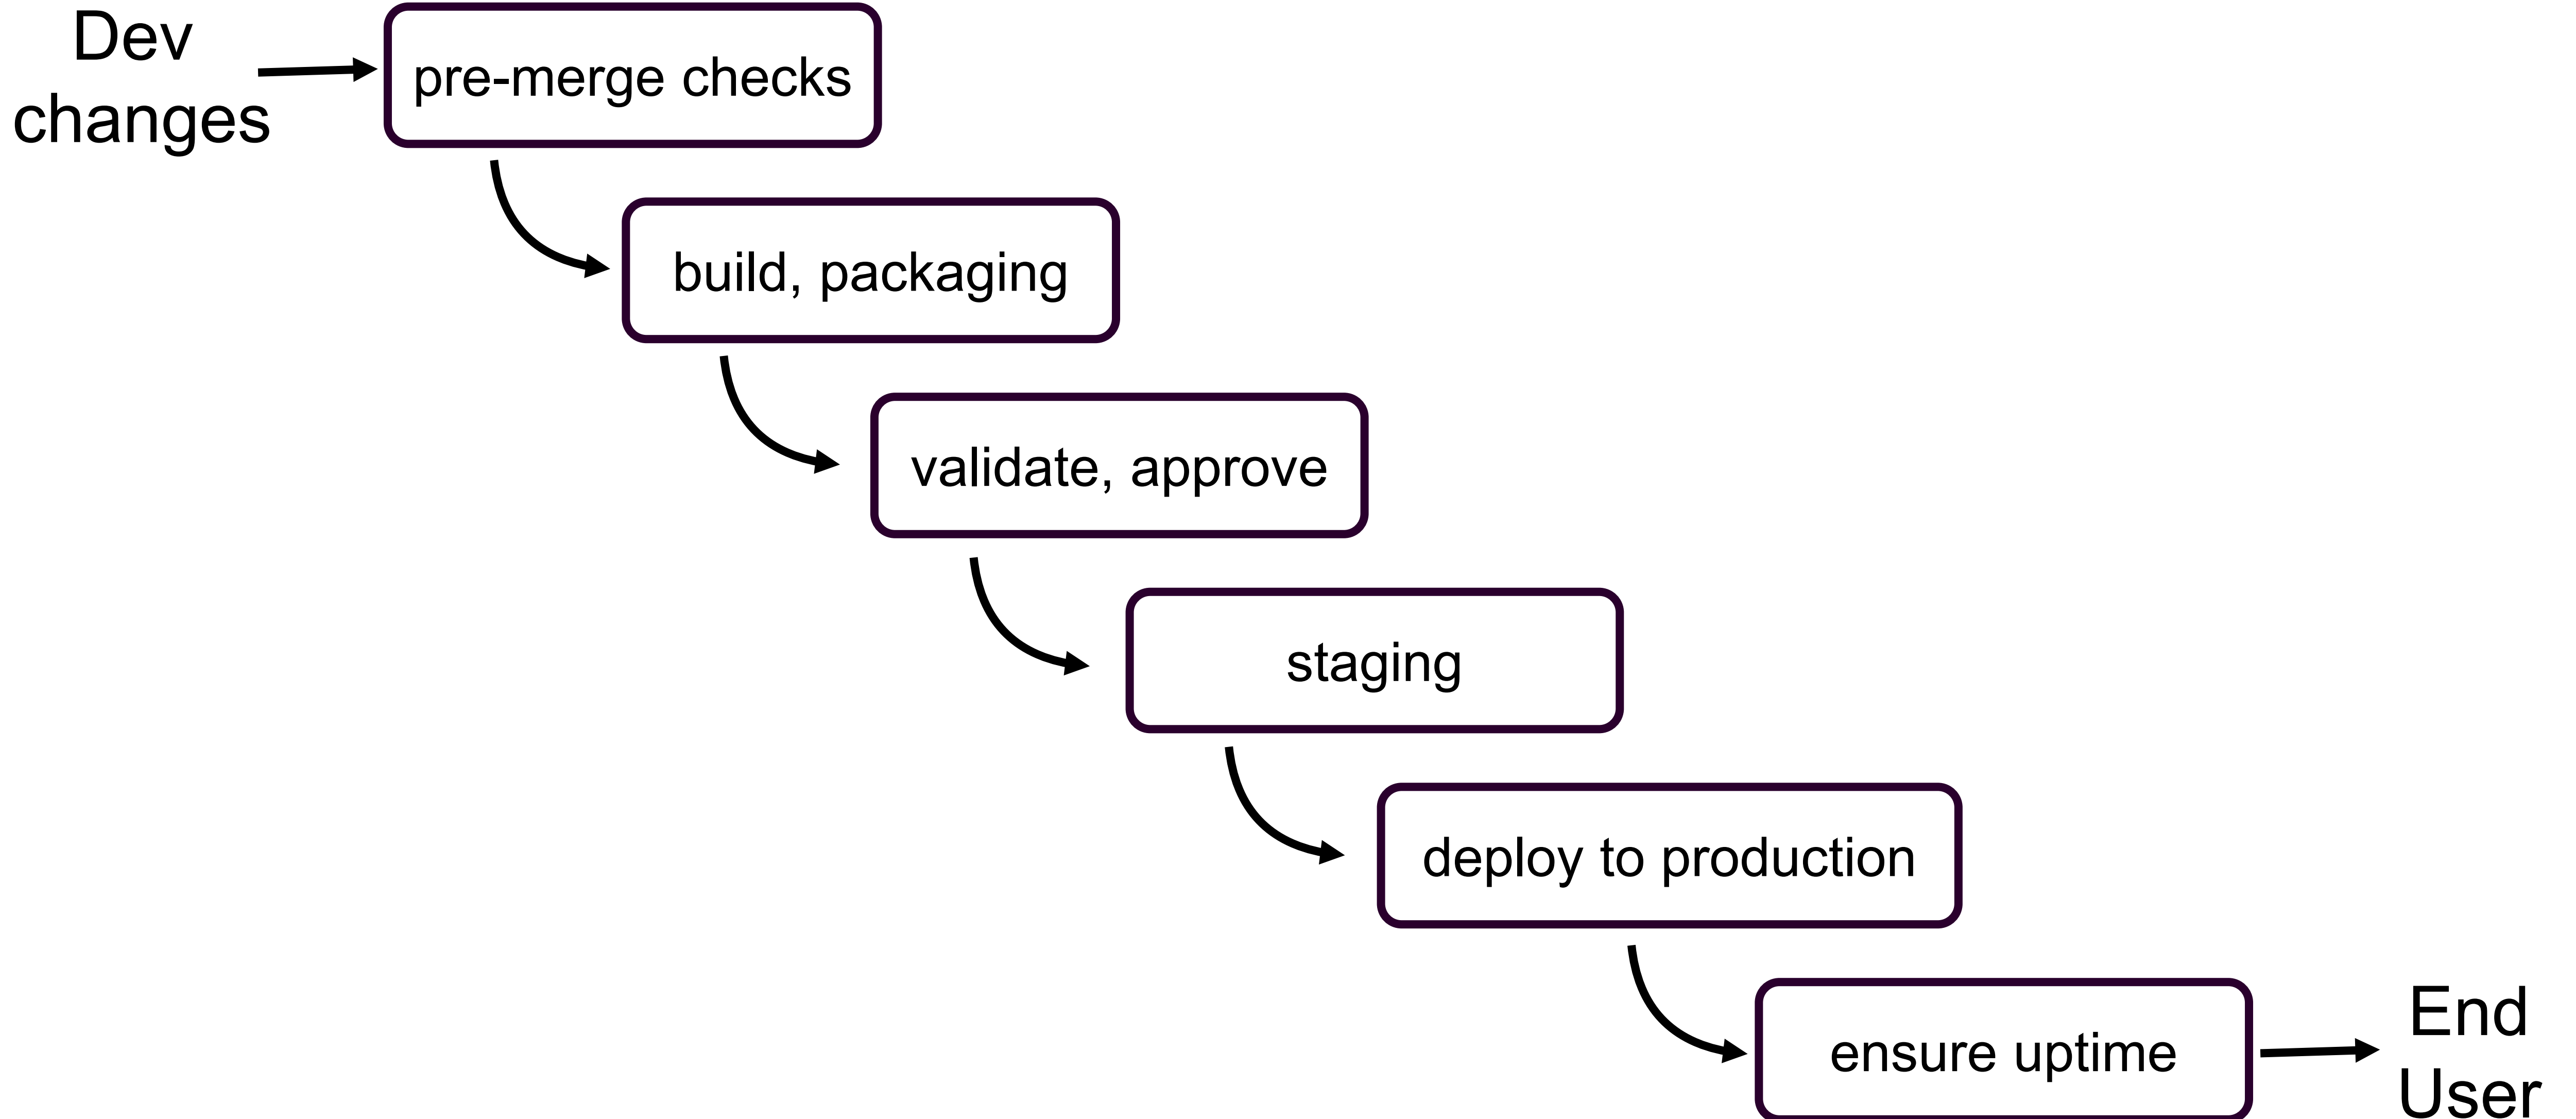 Dev
changes
pre-merge checks
build, packaging
validate, approve
staging
deploy to production
ensure uptime
End
User